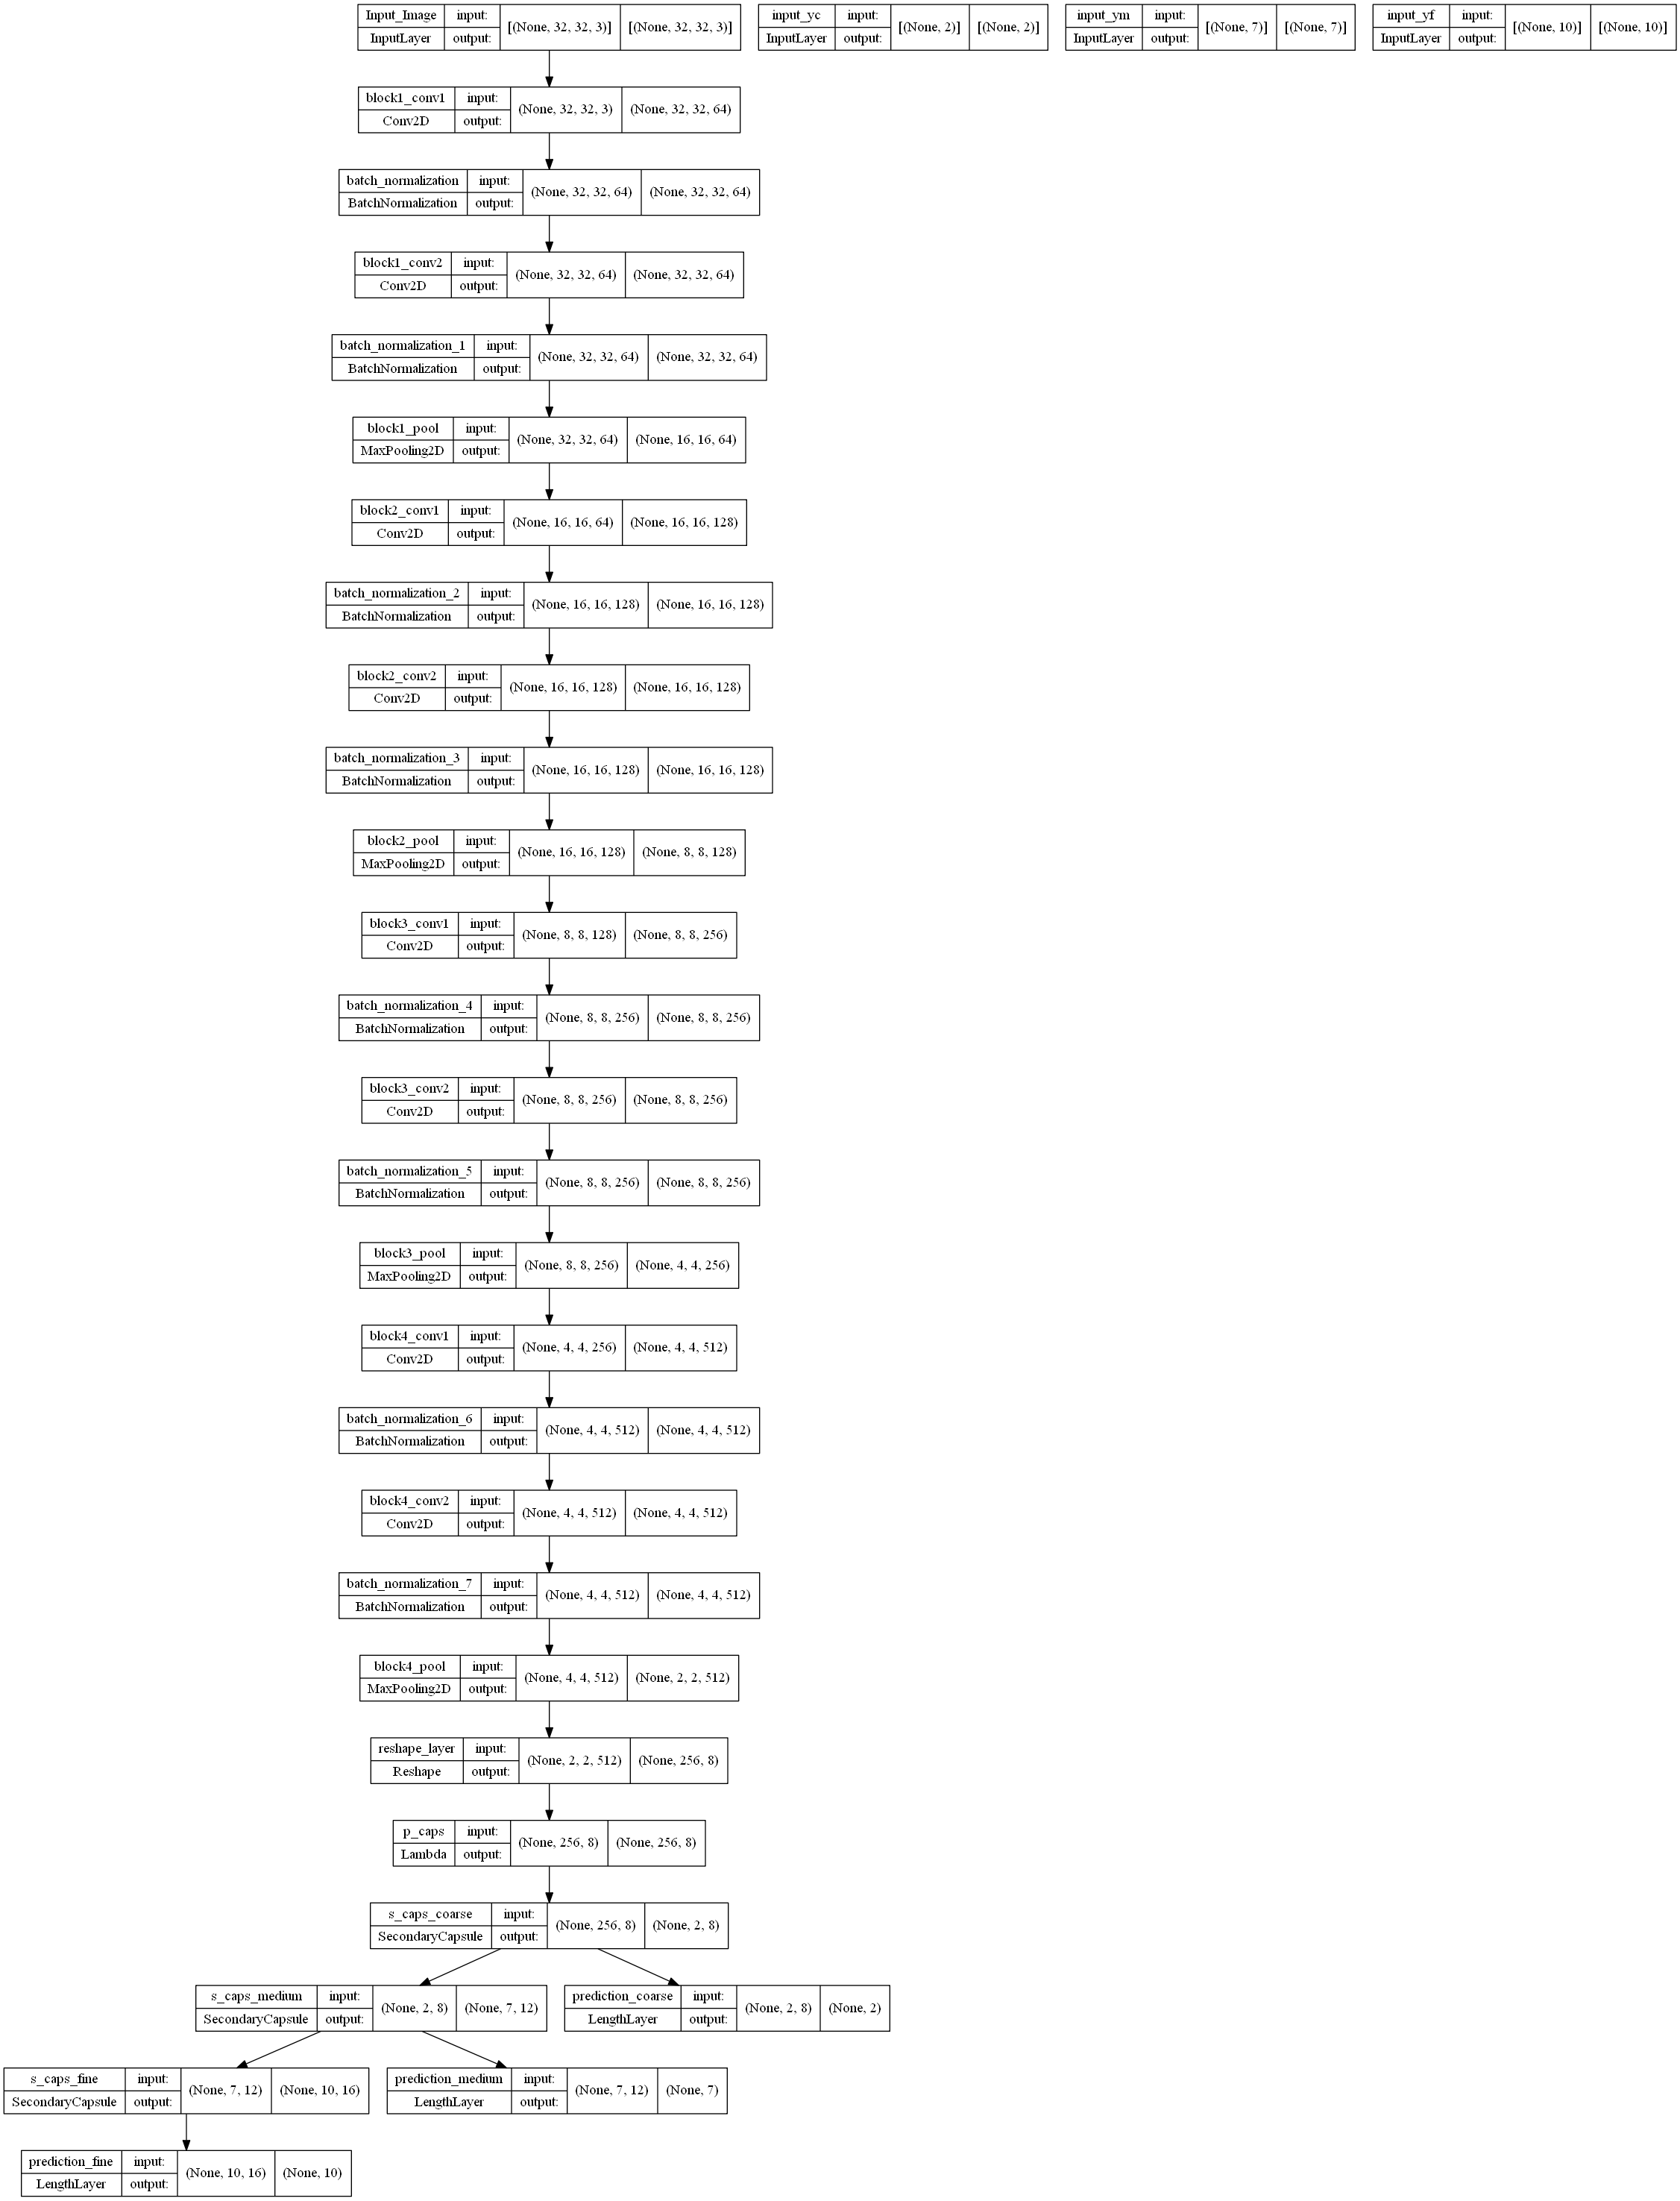 Input_Image input: [(None, 32, 32, 3)] [(None, 32, 32, 3)]
InputLayer output:
input_yc input: [(None, 2)] [(None, 2)]
InputLayer output:
input_ym input: [(None, 7)] [(None, 7)]
InputLayer output:
input_yf input: [(None, 10)] [(None, 10)]
InputLayer output:
block1_conv1 input: (None, 32, 32, 3) (None, 32, 32, 64)
Conv2D output:
batch_normalization input: (None, 32, 32, 64) (None, 32, 32, 64)
BatchNormalization output:
block1_conv2 input: (None, 32, 32, 64) (None, 32, 32, 64)
Conv2D output:
batch_normalization_1 input: (None, 32, 32, 64) (None, 32, 32, 64)
BatchNormalization output:
block1_pool input: (None, 32, 32, 64) (None, 16, 16, 64)
MaxPooling2D output:
block2_conv1 input: (None, 16, 16, 64) (None, 16, 16, 128)
Conv2D output:
batch_normalization_2 input: (None, 16, 16, 128) (None, 16, 16, 128)
BatchNormalization output:
block2_conv2 input: (None, 16, 16, 128) (None, 16, 16, 128)
Conv2D output:
batch_normalization_3 input: (None, 16, 16, 128) (None, 16, 16, 128)
BatchNormalization output:
block2_pool input: (None, 16, 16, 128) (None, 8, 8, 128)
MaxPooling2D output:
block3_conv1 input: (None, 8, 8, 128) (None, 8, 8, 256)
Conv2D output:
batch_normalization_4 input: (None, 8, 8, 256) (None, 8, 8, 256)
BatchNormalization output:
block3_conv2 input: (None, 8, 8, 256) (None, 8, 8, 256)
Conv2D output:
batch_normalization_5 input: (None, 8, 8, 256) (None, 8, 8, 256)
BatchNormalization output:
block3_pool input: (None, 8, 8, 256) (None, 4, 4, 256)
MaxPooling2D output:
block4_conv1 input: (None, 4, 4, 256) (None, 4, 4, 512)
Conv2D output:
batch_normalization_6 input: (None, 4, 4, 512) (None, 4, 4, 512)
BatchNormalization output:
block4_conv2 input: (None, 4, 4, 512) (None, 4, 4, 512)
Conv2D output:
batch_normalization_7 input: (None, 4, 4, 512) (None, 4, 4, 512)
BatchNormalization output:
block4_pool input: (None, 4, 4, 512) (None, 2, 2, 512)
MaxPooling2D output:
reshape_layer input: (None, 2, 2, 512) (None, 256, 8)
Reshape output:
p_caps input: (None, 256, 8) (None, 256, 8)
Lambda output:
s_caps_coarse input: (None, 256, 8) (None, 2, 8)
SecondaryCapsule output:
s_caps_medium input: (None, 2, 8) (None, 7, 12)
SecondaryCapsule output:
prediction_coarse input: (None, 2, 8) (None, 2)
LengthLayer output:
s_caps_fine input: (None, 7, 12) (None, 10, 16)
SecondaryCapsule output:
prediction_medium input: (None, 7, 12) (None, 7)
LengthLayer output:
prediction_fine input: (None, 10, 16) (None, 10)
LengthLayer output: